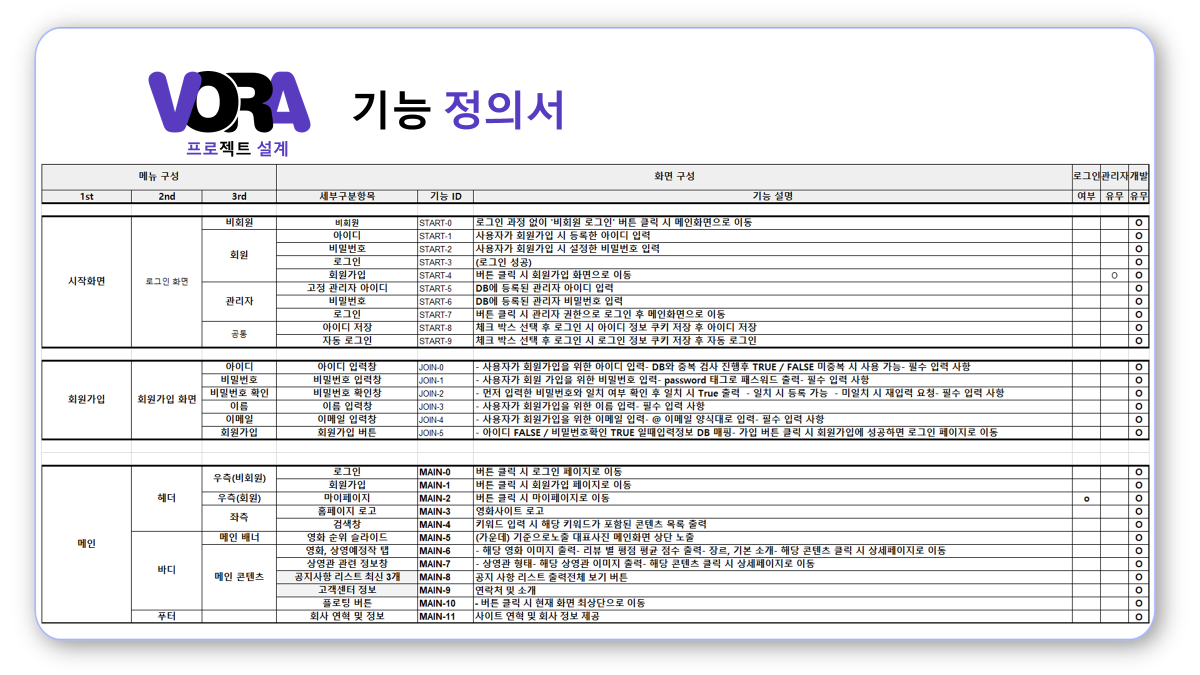 VORA
프로젝트 설계
기능 정의서
메뉴 구성 화면 구성 로그인 관리자 개발
1st 2nd 3rd 세부구분항목 기능 ID 기능 설명 여부 유무 유무
시작화면 로그인 화면 비회원 비회원 START-0 로그인 과정 없이 '비회원 로그인' 버튼 클릭 시 메인화면으로 이동 O
회원 아이디 START-1 사용자가 회원가입 시 등록한 아이디 입력 O
비밀번호 START-2 사용자가 회원가입 시 설정한 비밀번호 입력 O
로그인 START-3 (로그인 성공) O
회원가입 START-4 버튼 클릭 시 회원가입 화면으로 이동 O O
관리자 고정 관리자 아이디 START-5 DB에 등록된 관리자 아이디 입력 O
비밀번호 START-6 DB에 등록된 관리자 비밀번호 입력 O
로그인 START-7 버튼 클릭 시 관리자 권한으로 로그인 후 메인화면으로 이동 O
공통 아이디 저장 START-8 체크 박스 선택 후 로그인 시 아이디 정보 쿠키 저장 후 아이디 저장 O
자동 로그인 START-9 체크 박스 선택 후 로그인 시 로그인 정보 쿠키 저장 후 자동 로그인 O
회원가입 회원가입 화면 아이디 아이디 입력창 JOIN-0 - 사용자가 회원가입을 위한 아이디 입력- DB와 중복 검사 진행후 TRUE / FALSE 미중복 시 사용 가능- 필수 입력 사항 O
비밀번호 비밀번호 입력창 JOIN-1 - 사용자가 회원 가입을 위한 비밀번호 입력- password 태그로 패스워드 출력- 필수 입력 사항 O
비밀번호 확인 비밀번호 확인창 JOIN-2 - 먼저 입력한 비밀번호와 일치 여부 확인 후 일치 시 True 출력 - 일치 시 등록 가능 - 미일치 시 재입력 요청- 필수 입력 사항 O
이름 이름 입력창 JOIN-3 - 사용자가 회원가입을 위한 이름 입력- 필수 입력 사항 O
이메일 이메일 입력창 JOIN-4 - 사용자가 회원가입을 위한 이메일 입력- @ 이메일 양식대로 입력- 필수 입력 사항 O
회원가입 회원가입 버튼 JOIN-5 - 아이디 FALSE / 비밀번호확인 TRUE 일때입력정보 DB 매핑- 가입 버튼 클릭 시 회원가입에 성공하면 로그인 페이지로 이동 O
메인 헤더 우측(비회원) 로그인 MAIN-0 버튼 클릭 시 로그인 페이지로 이동 O
회원가입 MAIN-1 버튼 클릭 시 회원가입 페이지로 이동 O
우측(회원) 마이페이지 MAIN-2 버튼 클릭 시 마이페이지로 이동 o O
좌측 홈페이지 로고 MAIN-3 영화사이트 로고 O
검색창 MAIN-4 키워드 입력 시 해당 키워드가 포함된 콘텐츠 목록 출력 O
바디 메인 배너 영화 순위 슬라이드 MAIN-5 (가운데) 기준으로노출 대표사진 메인화면 상단 노출 O
메인 콘텐츠 영화, 상영예정작 탭 MAIN-6 - 해당 영화 이미지 출력- 리뷰 별 평점 평균 점수 출력- 장르, 기본 소개- 해당 콘텐츠 클릭 시 상세페이지로 이동 O
상영관 관련 정보창 MAIN-7 - 상영관 형태- 해당 상영관 이미지 출력- 해당 콘텐츠 클릭 시 상세페이지로 이동 O
공지사항 리스트 최신 3개 MAIN-8 공지 사항 리스트 출력전체 보기 버튼 O
고객센터 정보 MAIN-9 연락처 및 소개 O
플로팅 버튼 MAIN-10 - 버튼 클릭 시 현재 화면 최상단으로 이동 O
푸터 회사 연혁 및 정보 MAIN-11 사이트 연혁 및 회사 정보 제공 O